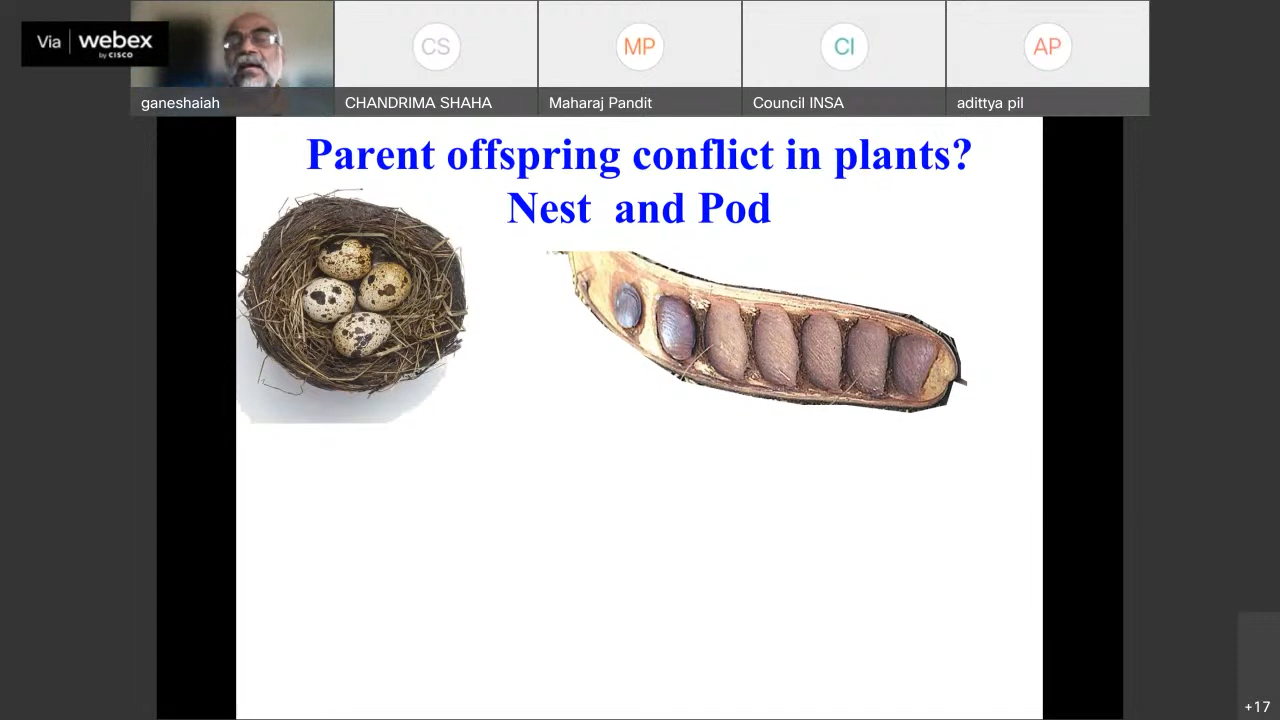 Via webex
by CISCO
CS
MP
CI
AP
ganeshaiah
CHANDRIMA SHAHA
Maharaj Pandit
Council INSA
adittya pil
Parent offspring conflict in plants?
Nest and Pod
+17